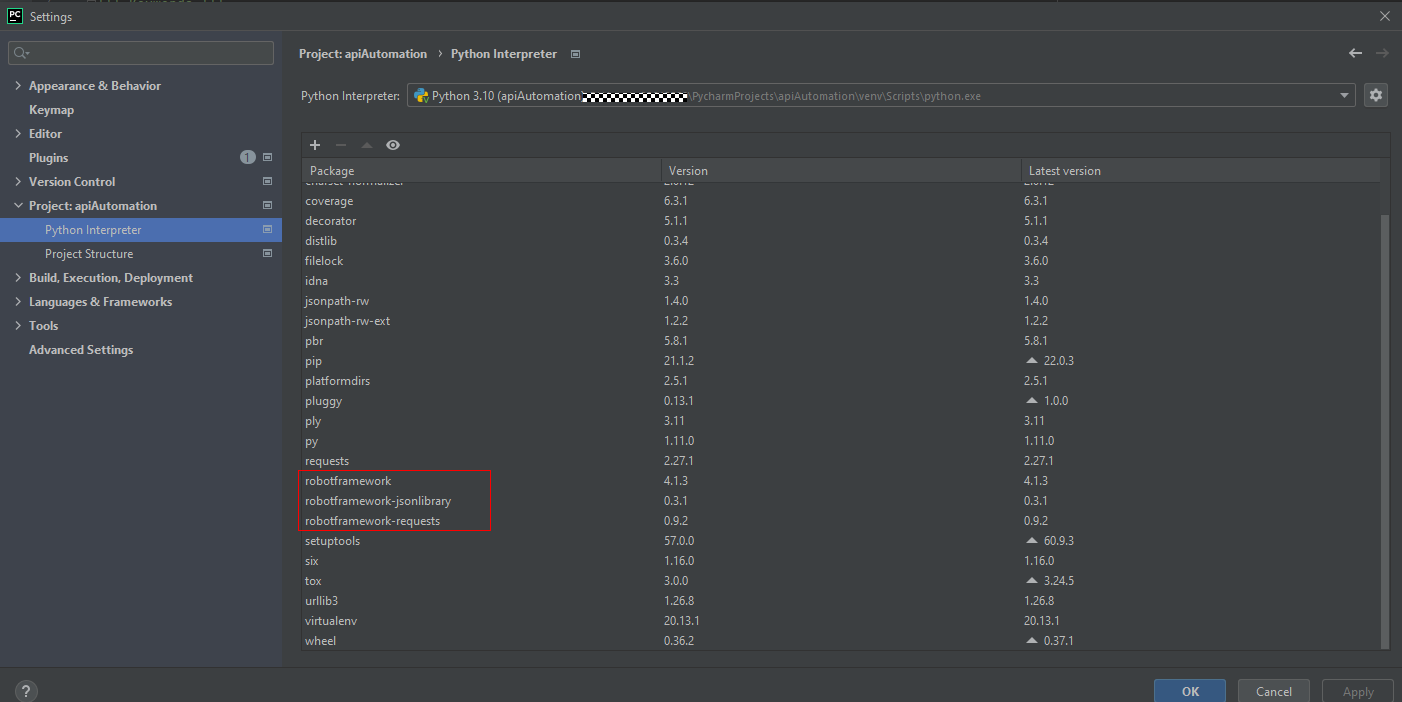 PC Settings
Project: apiAutomation › Python Interpreter
Appearance & Behavior
Keymap
Editor
Plugins 1
Version Control
Project: apiAutomation
Python Interpreter
Project Structure
Build, Execution, Deployment
Languages & Frameworks
Tools
Advanced Settings
Python Interpreter: Python 3.10 (apiAutomation) \PycharmProjects\apiAutomation\venv\Scripts\python.exe
Package Version Latest version
coverage 6.3.1 6.3.1
decorator 5.1.1 5.1.1
distlib 0.3.4 0.3.4
filelock 3.6.0 3.6.0
idna 3.3 3.3
jsonpath-rw 1.4.0 1.4.0
jsonpath-rw-ext 1.2.2 1.2.2
pbr 5.8.1 5.8.1
pip 21.1.2 22.0.3
platformdirs 2.5.1 2.5.1
pluggy 0.13.1 1.0.0
ply 3.11 3.11
py 1.11.0 1.11.0
requests 2.27.1 2.27.1
robotframework 4.1.3 4.1.3
robotframework-jsonlibrary 0.3.1 0.3.1
robotframework-requests 0.9.2 0.9.2
setuptools 57.0.0 60.9.3
six 1.16.0 1.16.0
tox 3.0.0 3.24.5
urllib3 1.26.8 1.26.8
virtualenv 20.13.1 20.13.1
wheel 0.36.2 0.37.1
?
OK Cancel Apply